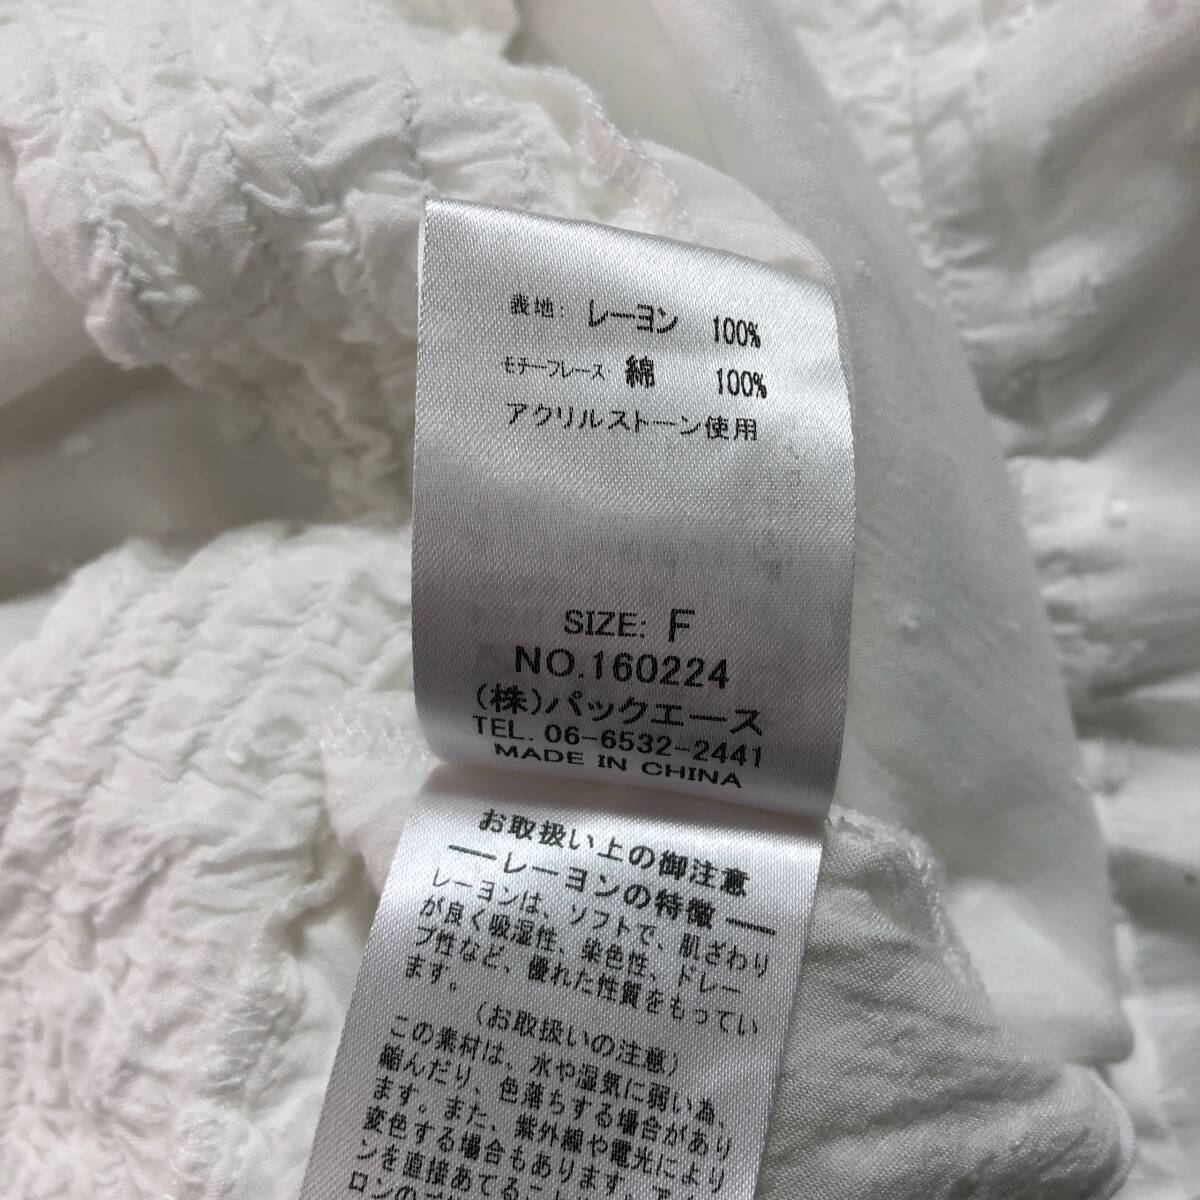 表地: レーヨン 100%
モチーフレース 綿 100%
アクリルストーン使用
SIZE: F
NO.160224
(株)パックエース
TEL. 06-6532-2441
MADE IN CHINA
お取扱い上の御注意
—レーヨンの特徴—
レーヨンは、ソフトで、肌ざわり
が良く吸湿性、染色性、ドレー
プ性など、優れた性質をもってい
ます。
(お取扱いの注意)
この素材は、水や湿気に弱い為、
縮んだり、色落ちする場合があり
ます。また、紫外線や電光により
変色する場合もあります。アイ
ンを直接あてること
ロンの